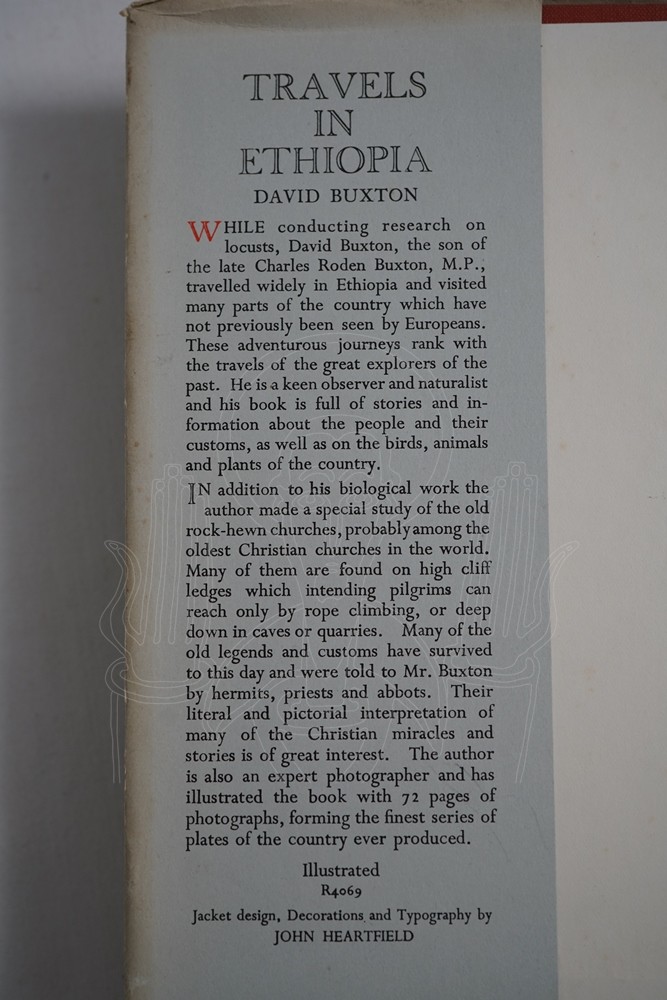 TRAVELS
IN
ETHIOPIA
DAVID BUXTON
WHILE conducting research on
locusts, David Buxton, the son of
the late Charles Roden Buxton, M.P.,
travelled widely in Ethiopia and visited
many parts of the country which have
not previously been seen by Europeans.
These adventurous journeys rank with
the travels of the great explorers of the
past. He is a keen observer and naturalist
and his book is full of stories and in-
formation about the people and their
customs, as well as on the birds, animals
and plants of the country.
IN addition to his biological work the
author made a special study of the old
rock-hewn churches, probably among the
oldest Christian churches in the world.
Many of them are found on high cliff
ledges which intending pilgrims can
reach only by rope climbing, or deep
down in caves or quarries. Many of the
old legends and customs have survived
to this day and were told to Mr. Buxton
by hermits, priests and abbots. Their
literal and pictorial interpretation of
many of the Christian miracles and
stories is of great interest. The author
is also an expert photographer and has
illustrated the book with 72 pages of
photographs, forming the finest series of
plates of the country ever produced.
Illustrated
R4069
Jacket design, Decorations and Typography by
JOHN HEARTFIELD